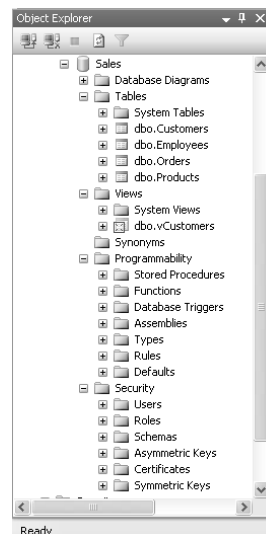 Object Explorer
Sales
Database Diagrams
Tables
System Tables
dbo.Customers
dbo.Employees
dbo.Orders
dbo.Products
Views
System Views
dbo.vCustomers
Synonyms
Programmability
Stored Procedures
Functions
Database Triggers
Assemblies
Types
Rules
Defaults
Security
Users
Roles
Schemas
Asymmetric Keys
Certificates
Symmetric Keys
Ready